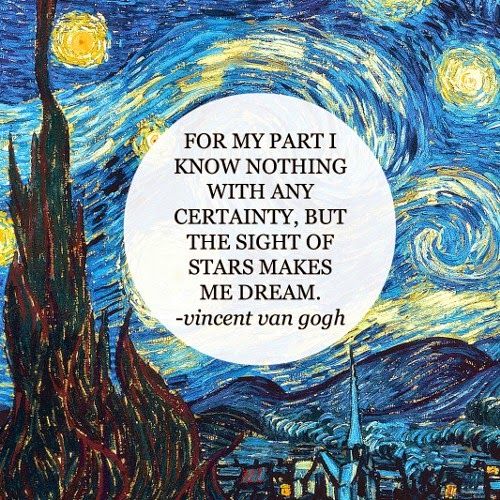 FOR MY PART I
KNOW NOTHING
WITH ANY
CERTAINTY, BUT
THE SIGHT OF
STARS MAKES
ME DREAM.
-vincent van gogh